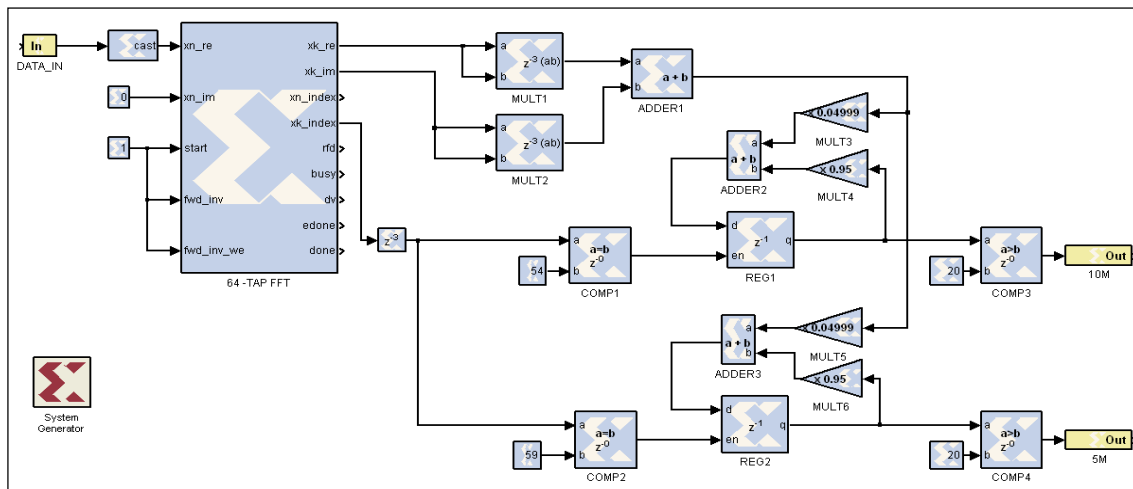 In
DATA_IN
cast
0
1
xn_re
xn_im
start
fwd_inv
fwd_inv_we
xk_re
xk_im
xn_index
xk_index
rfd
busy
dv
edone
done
64 -TAP FFT
a
b
z-3 (ab)
MULT1
a
b
z-3 (ab)
MULT2
a
b
a + b
ADDER1
x 0.04999
MULT3
x 0.95
MULT4
a
b
a + b
ADDER2
d
en
z-1
q
REG1
z-3
54
a
b
a=b
z-0
COMP1
20
a
b
a>b
z-0
COMP3
Out
10M
x 0.04999
MULT5
x 0.95
MULT6
a
b
a + b
ADDER3
d
en
z-1
q
REG2
59
a
b
a=b
z-0
COMP2
20
a
b
a>b
z-0
COMP4
Out
5M
System
Generator